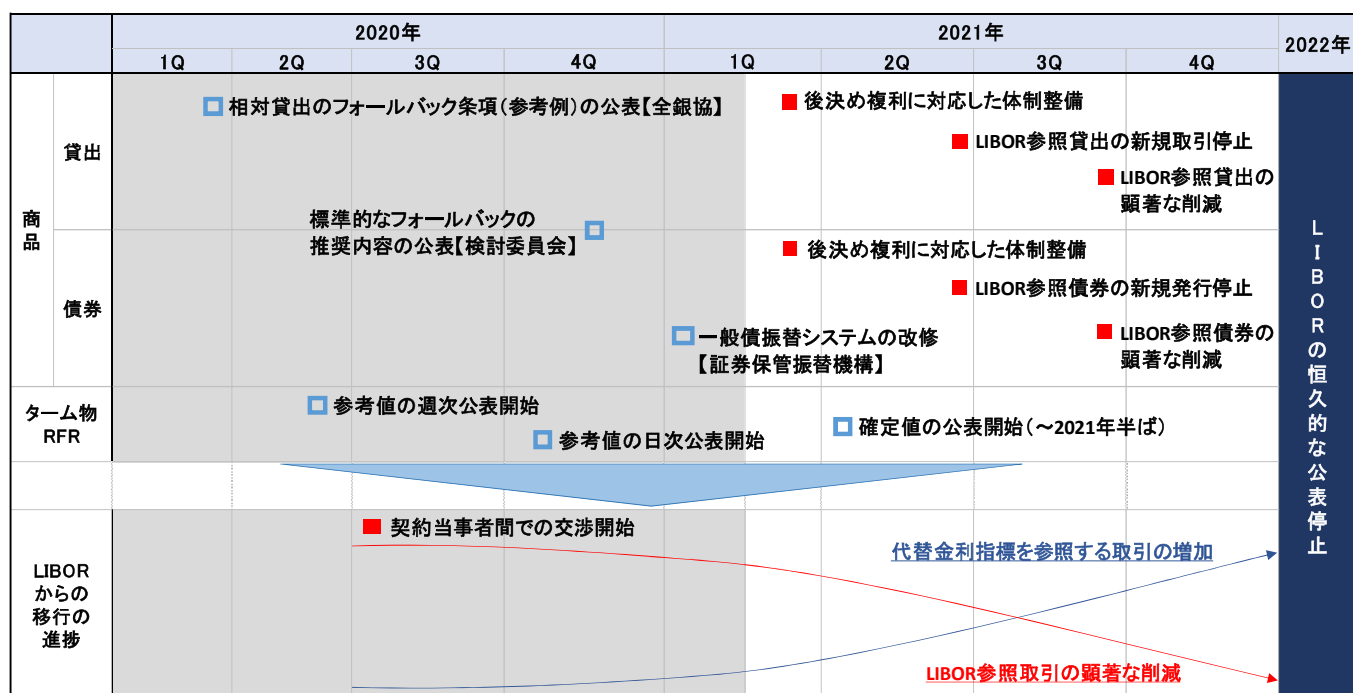 2020年
2021年
2022年
1Q
2Q
3Q
4Q
1Q
2Q
3Q
4Q
商品
貸出
相対貸出のフォールバック条項(参考例)の公表【全銀協】
後決め複利に対応した体制整備
LIBOR参照貸出の新規取引停止
LIBOR参照貸出の
顕著な削減
標準的なフォールバックの
推奨内容の公表【検討委員会】
債券
後決め複利に対応した体制整備
LIBOR参照債券の新規発行停止
一般債振替システムの改修
【証券保管振替機構】
LIBOR参照債券の
顕著な削減
ターム物
RFR
参考値の週次公表開始
参考値の日次公表開始
確定値の公表開始(～2021年半ば)
LIBOR
からの
移行の
進捗
契約当事者間での交渉開始
代替金利指標を参照する取引の増加
LIBOR参照取引の顕著な削減
LIBORの恒久的な公表停止